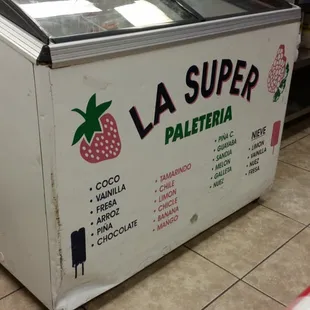 LA SUPER
PALETERIA
• COCO
• VAINILLA
• FRESA
• ARROZ
• PIÑA
• CHOCOLATE
• TAMARINDO
• CHILE
• LIMON
• CHICLE
• BANANA
• MANGO
• PIÑA C.
• GUAYABA
• SANDIA
• MELON
• GALLETA
• NUEZ
NIEVE
• LIMON
• VAINILLA
• NUEZ
• FRESA